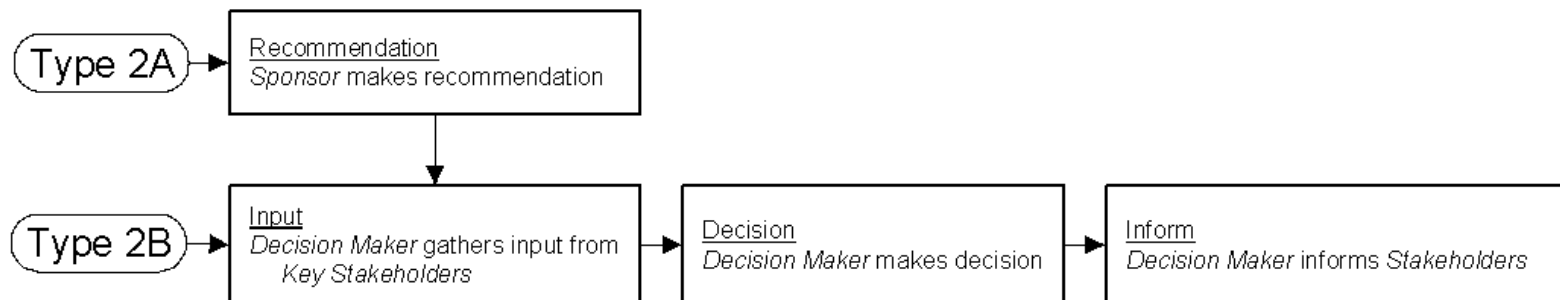 Type 2A
Recommendation
Sponsor makes recommendation
Type 2B
Input
Decision Maker gathers input from
Key Stakeholders
Decision
Decision Maker makes decision
Inform
Decision Maker informs Stakeholders